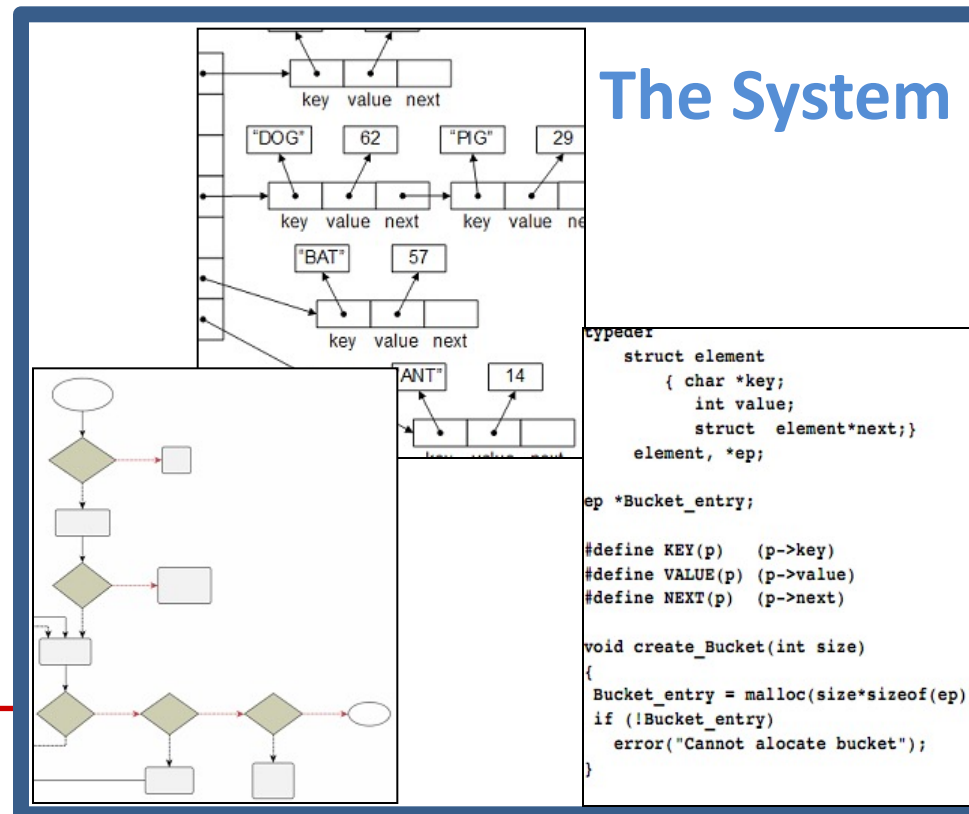 The System
key value next
"DOG" 62 "PIG" 29
key value next key value ne
"BAT" 57
key value next
ANT" 14
typedef
struct element
{ char *key;
int value;
struct element*next;}
element, *ep;
ep *Bucket_entry;
#define KEY(p) (p->key)
#define VALUE(p) (p->value)
#define NEXT(p) (p->next)
void create_Bucket(int size)
{
Bucket_entry = malloc(size*sizeof(ep)
if (!Bucket_entry)
error("Cannot alocate bucket");
}